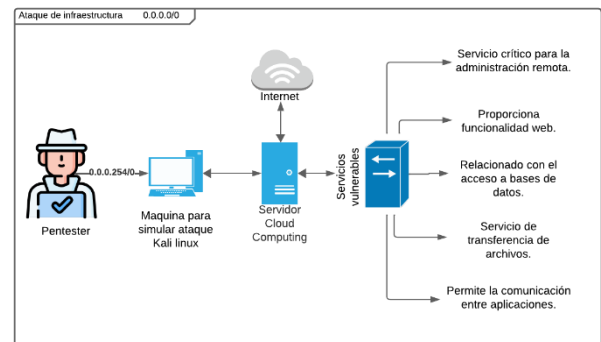 Ataque de infraestructura 0.0.0.0/0
Internet
0.0.0.254/0
Pentester
Maquina para
simular ataque
Kali linux
Servidor
Cloud
Computing
Servicios
vulnerables
Servicio crítico para la
administración remota.
Proporciona
funcionalidad web.
Relacionado con el
acceso a bases de
datos.
Servicio de
transferencia de
archivos.
Permite la comunicación
entre aplicaciones.